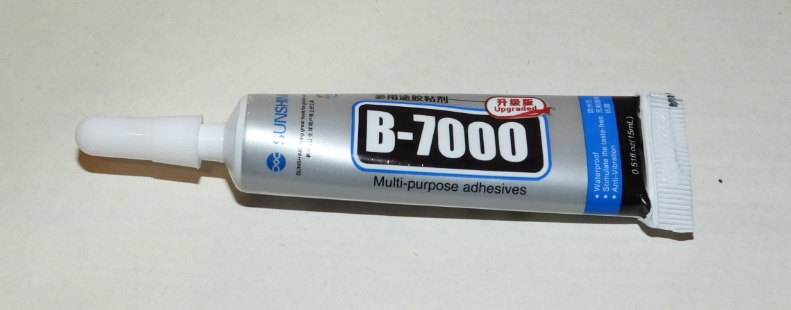 SUNSHINE
多用途胶粘剂
升级版
Upgraded
B-7000
Multi-purpose adhesives
• Waterproof
• Stimulate the taste-free
• Anti-Vibration
0.51fl oz(15mL)